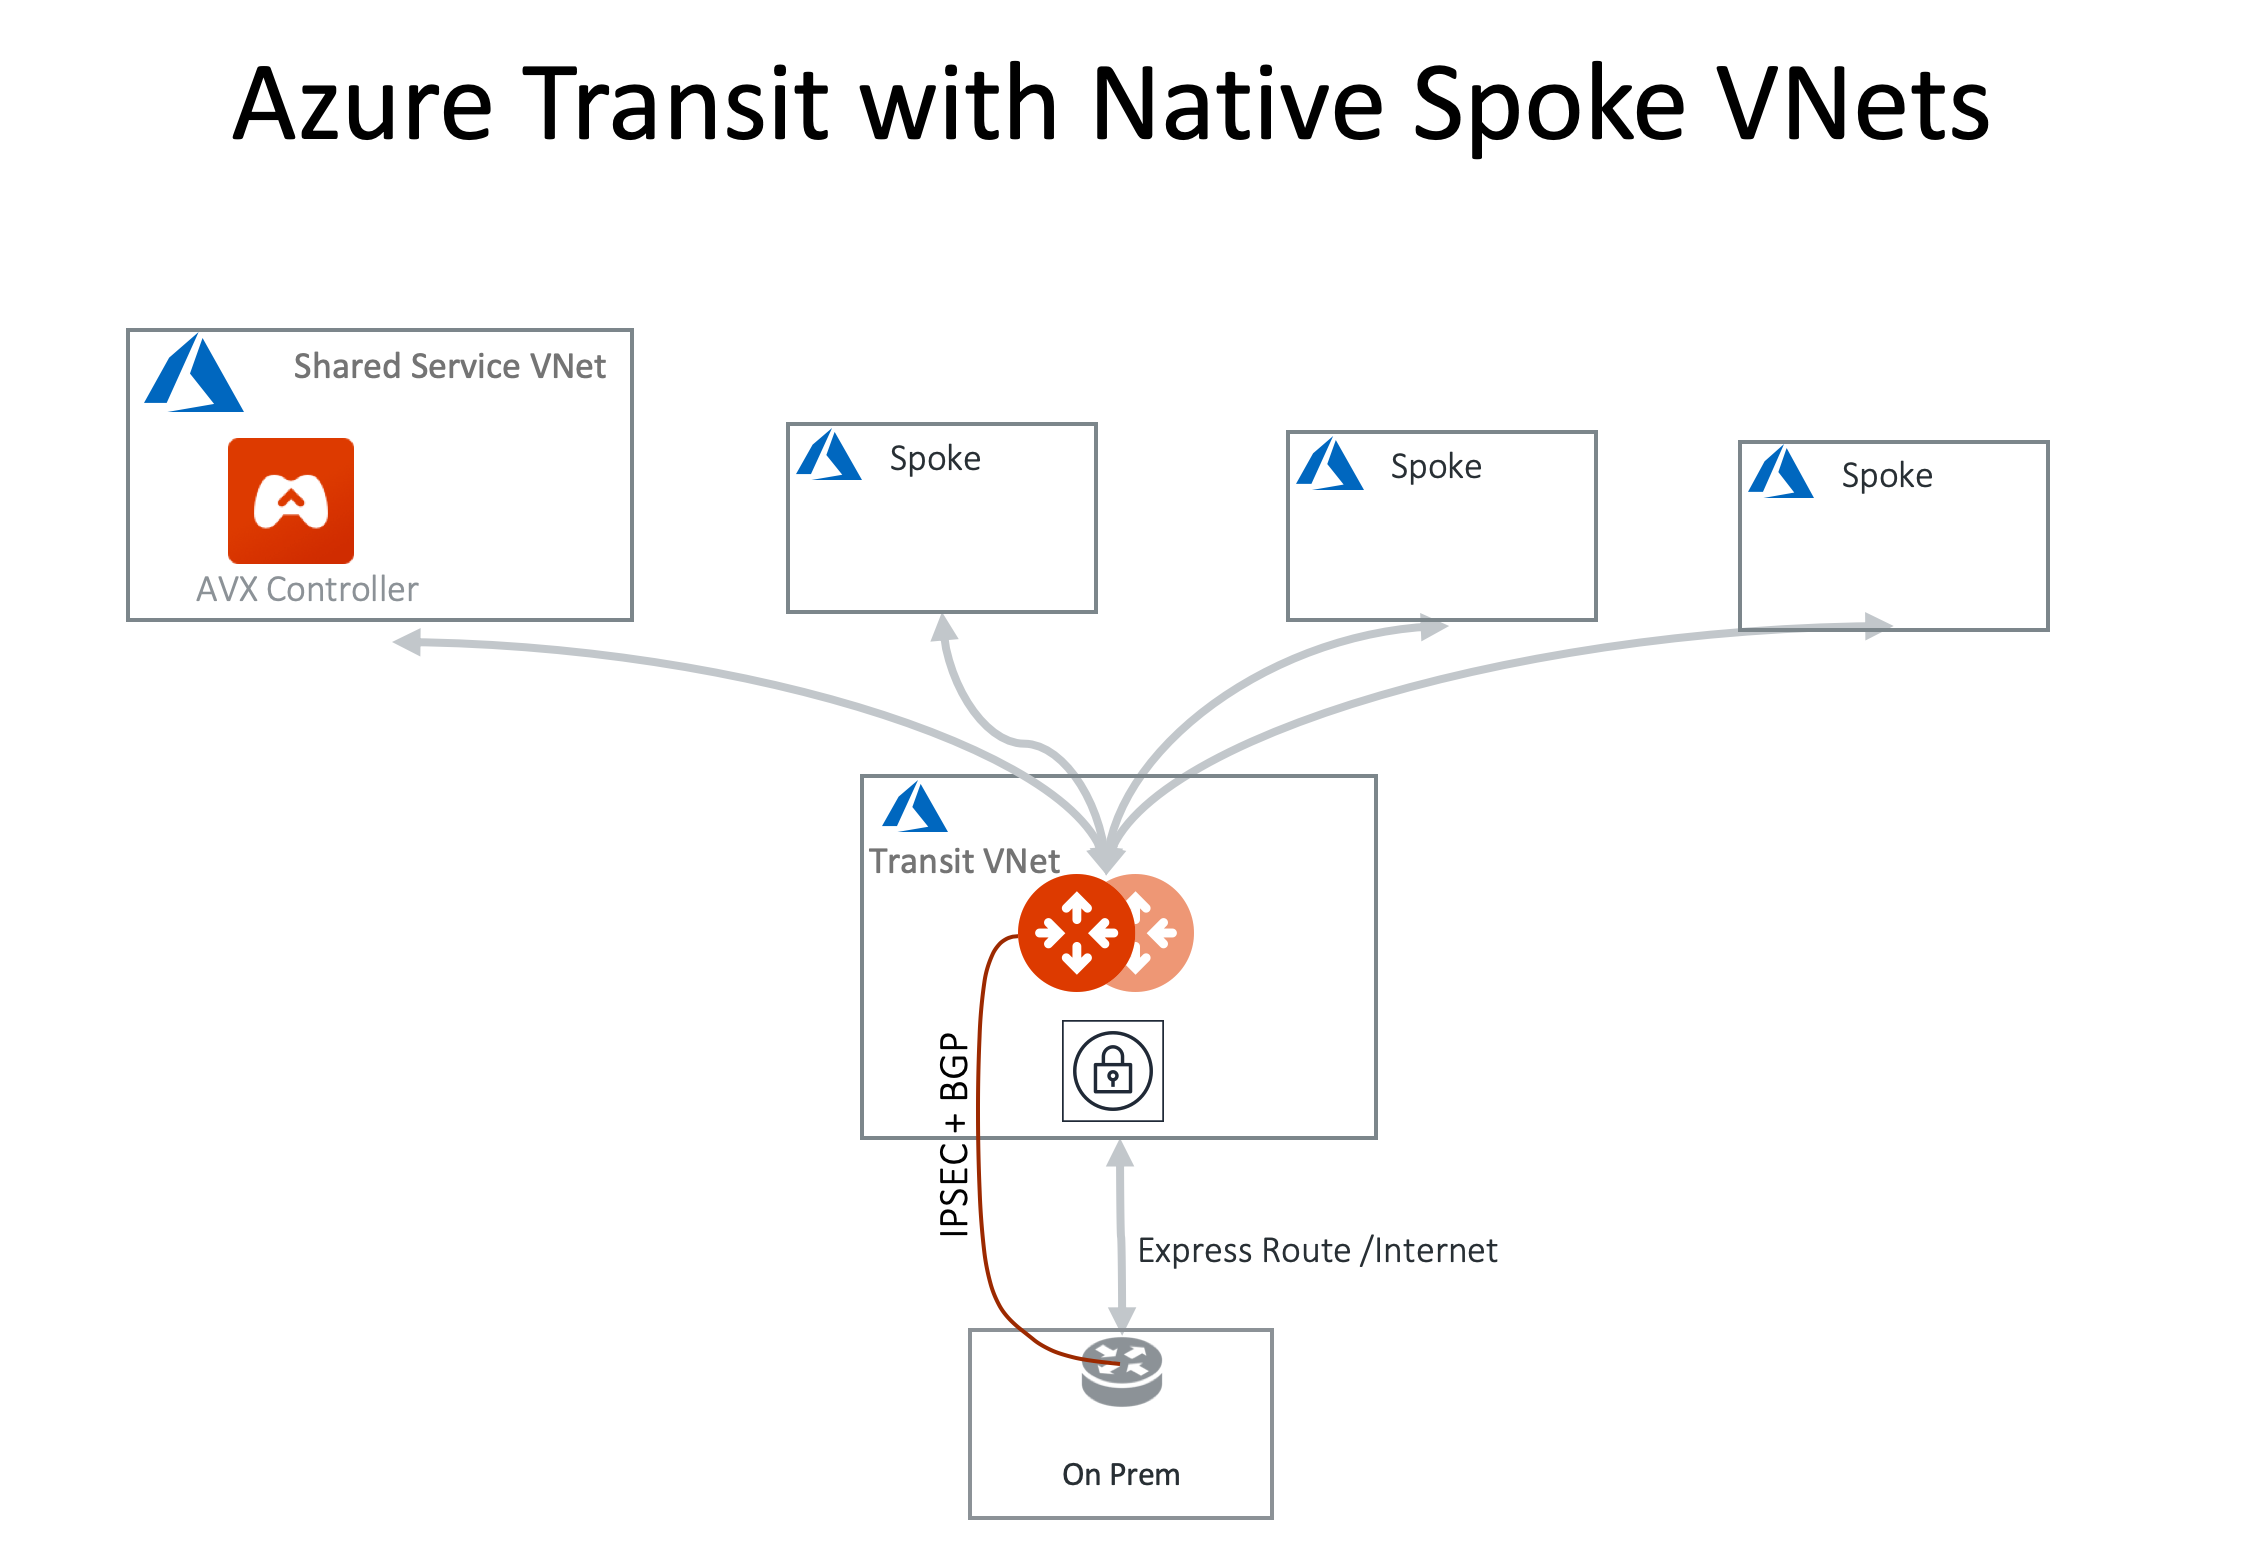 Azure Transit with Native Spoke VNets
Shared Service VNet
AVX Controller
Spoke
Spoke
Spoke
Transit VNet
IPSEC + BGP
Express Route /Internet
On Prem